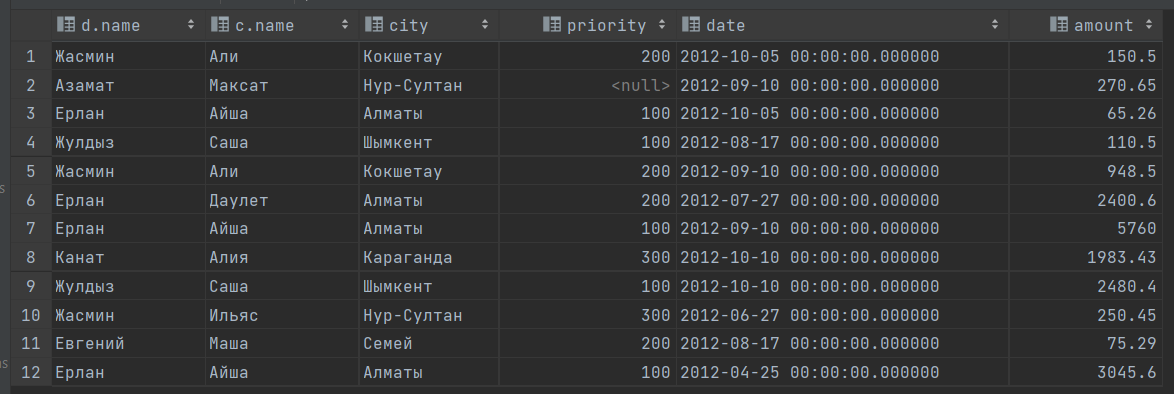 d.name c.name city priority date amount
1 Жасмин Али Кокшетау 200 2012-10-05 00:00:00.000000 150.5
2 Азамат Максат Нур-Султан <null> 2012-09-10 00:00:00.000000 270.65
3 Ерлан Айша Алматы 100 2012-10-05 00:00:00.000000 65.26
4 Жулдыз Саша Шымкент 100 2012-08-17 00:00:00.000000 110.5
5 Жасмин Али Кокшетау 200 2012-09-10 00:00:00.000000 948.5
6 Ерлан Даулет Алматы 200 2012-07-27 00:00:00.000000 2400.6
7 Ерлан Айша Алматы 100 2012-09-10 00:00:00.000000 5760
8 Канат Алия Караганда 300 2012-10-10 00:00:00.000000 1983.43
9 Жулдыз Саша Шымкент 100 2012-10-10 00:00:00.000000 2480.4
10 Жасмин Ильяс Нур-Султан 300 2012-06-27 00:00:00.000000 250.45
11 Евгений Маша Семей 200 2012-08-17 00:00:00.000000 75.29
12 Ерлан Айша Алматы 100 2012-04-25 00:00:00.000000 3045.6